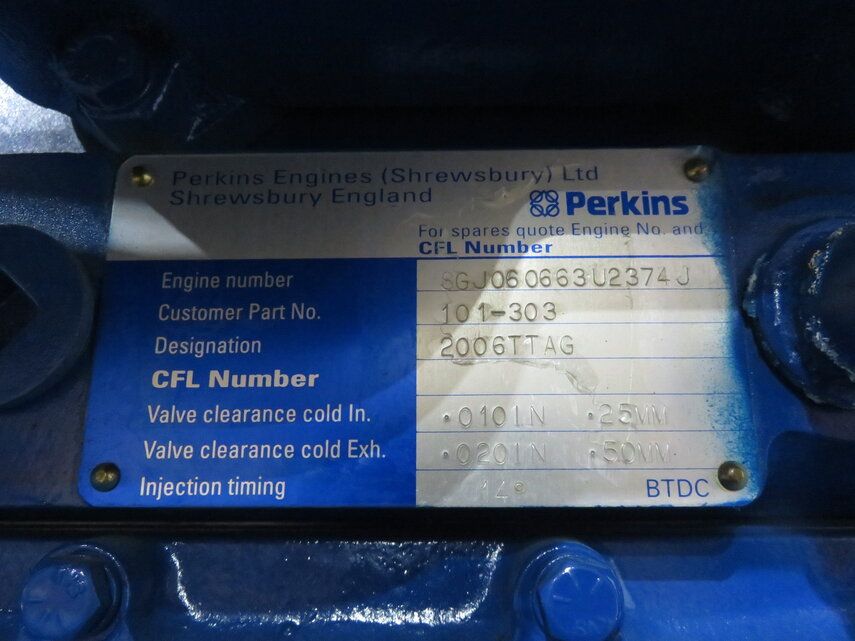 Perkins Engines (Shrewsbury) Ltd
Shrewsbury England
Perkins
For spares quote Engine No. and
CFL Number
Engine number SGJ060663U2374J
Customer Part No. 101-303
Designation 2006TTAG
CFL Number
Valve clearance cold In. ·010IN ·25MM
Valve clearance cold Exh. ·020IN ·50MM
Injection timing 14° BTDC